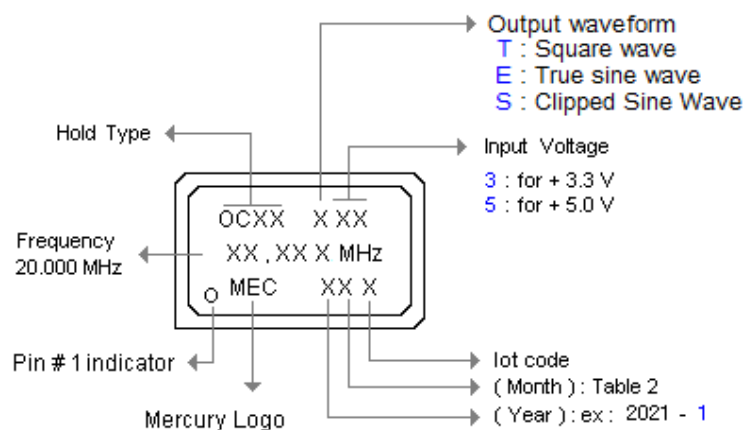 Output waveform
T : Square wave
E : True sine wave
S : Clipped Sine Wave
Hold Type
Input Voltage
3 : for + 3.3 V
5 : for + 5.0 V
OCXX X XX
Frequency
20.000 MHz
XX . XX X MHz
MEC XX X
Pin # 1 indicator
Mercury Logo
lot code
( Month ) : Table 2
( Year ) : ex : 2021 - 1